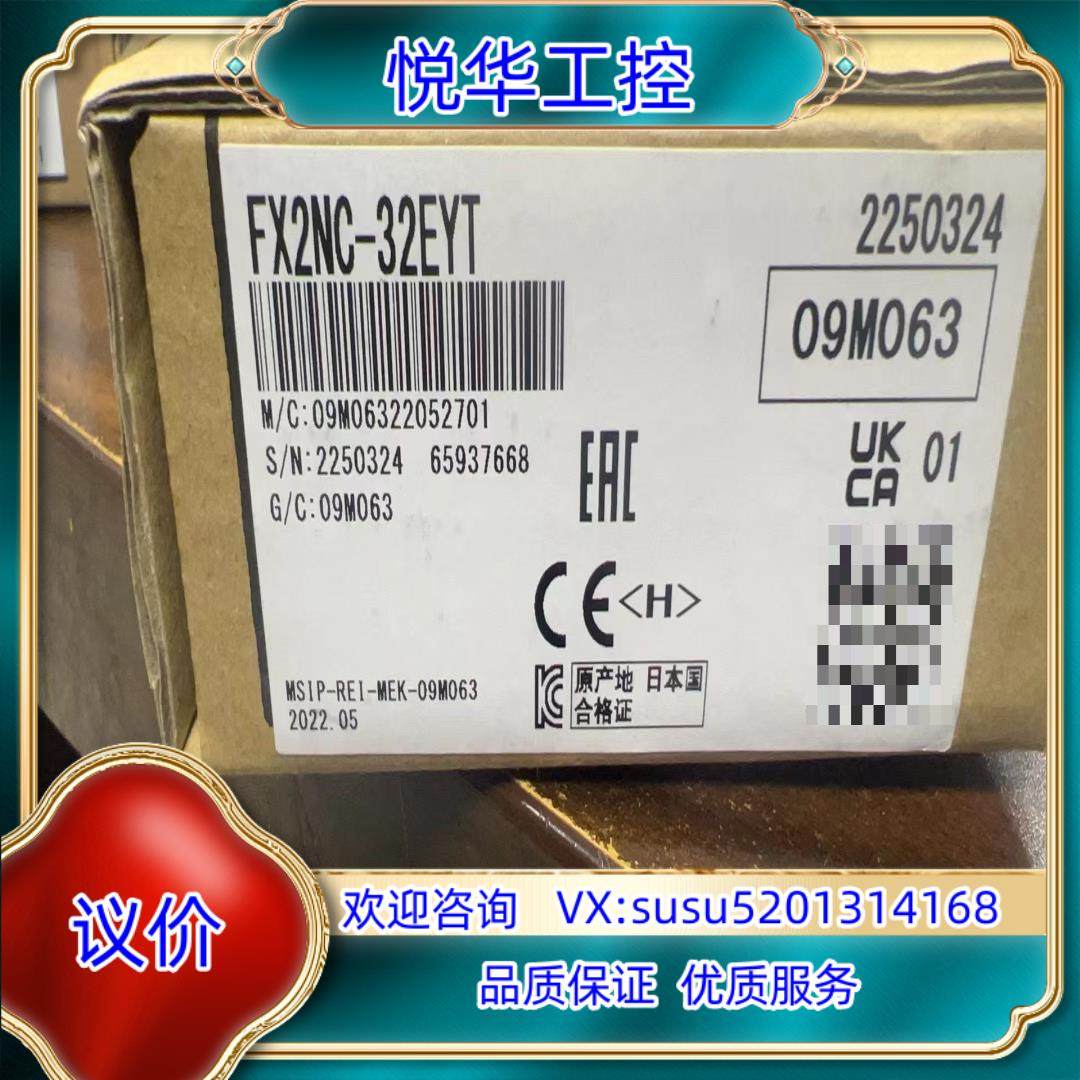 悦华工控
FX2NC-32EYT
2250324
09M063
M/C:09M06322052701
S/N:2250324 65937668
G/C:09M063
EAC
UK
CA 01
CE <H>
MSIP-REI-MEK-09M063
2022.05
KC
原产地 日本国
合格证
议价
欢迎咨询 VX:susu5201314168
品质保证 优质服务